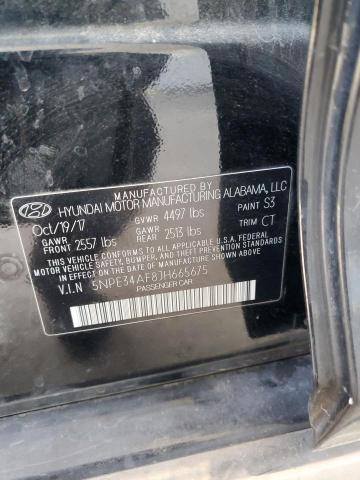 MANUFACTURED BY
HYUNDAI MOTOR MANUFACTURING ALABAMA, LLC
Oct/19/17 GVWR 4497 lbs PAINT S3
GAWR FRONT 2557 lbs GAWR REAR 2513 lbs TRIM CT
THIS VEHICLE CONFORMS TO ALL APPLICABLE U.S.A. FEDERAL
MOTOR VEHICLE SAFETY, BUMPER, AND THEFT PREVENTION
STANDARDS IN EFFECT ON THE DATE OF MANUFACTURE SHOWN ABOVE.
V.I.N 5NPE34AF8JH665675
PASSENGER CAR